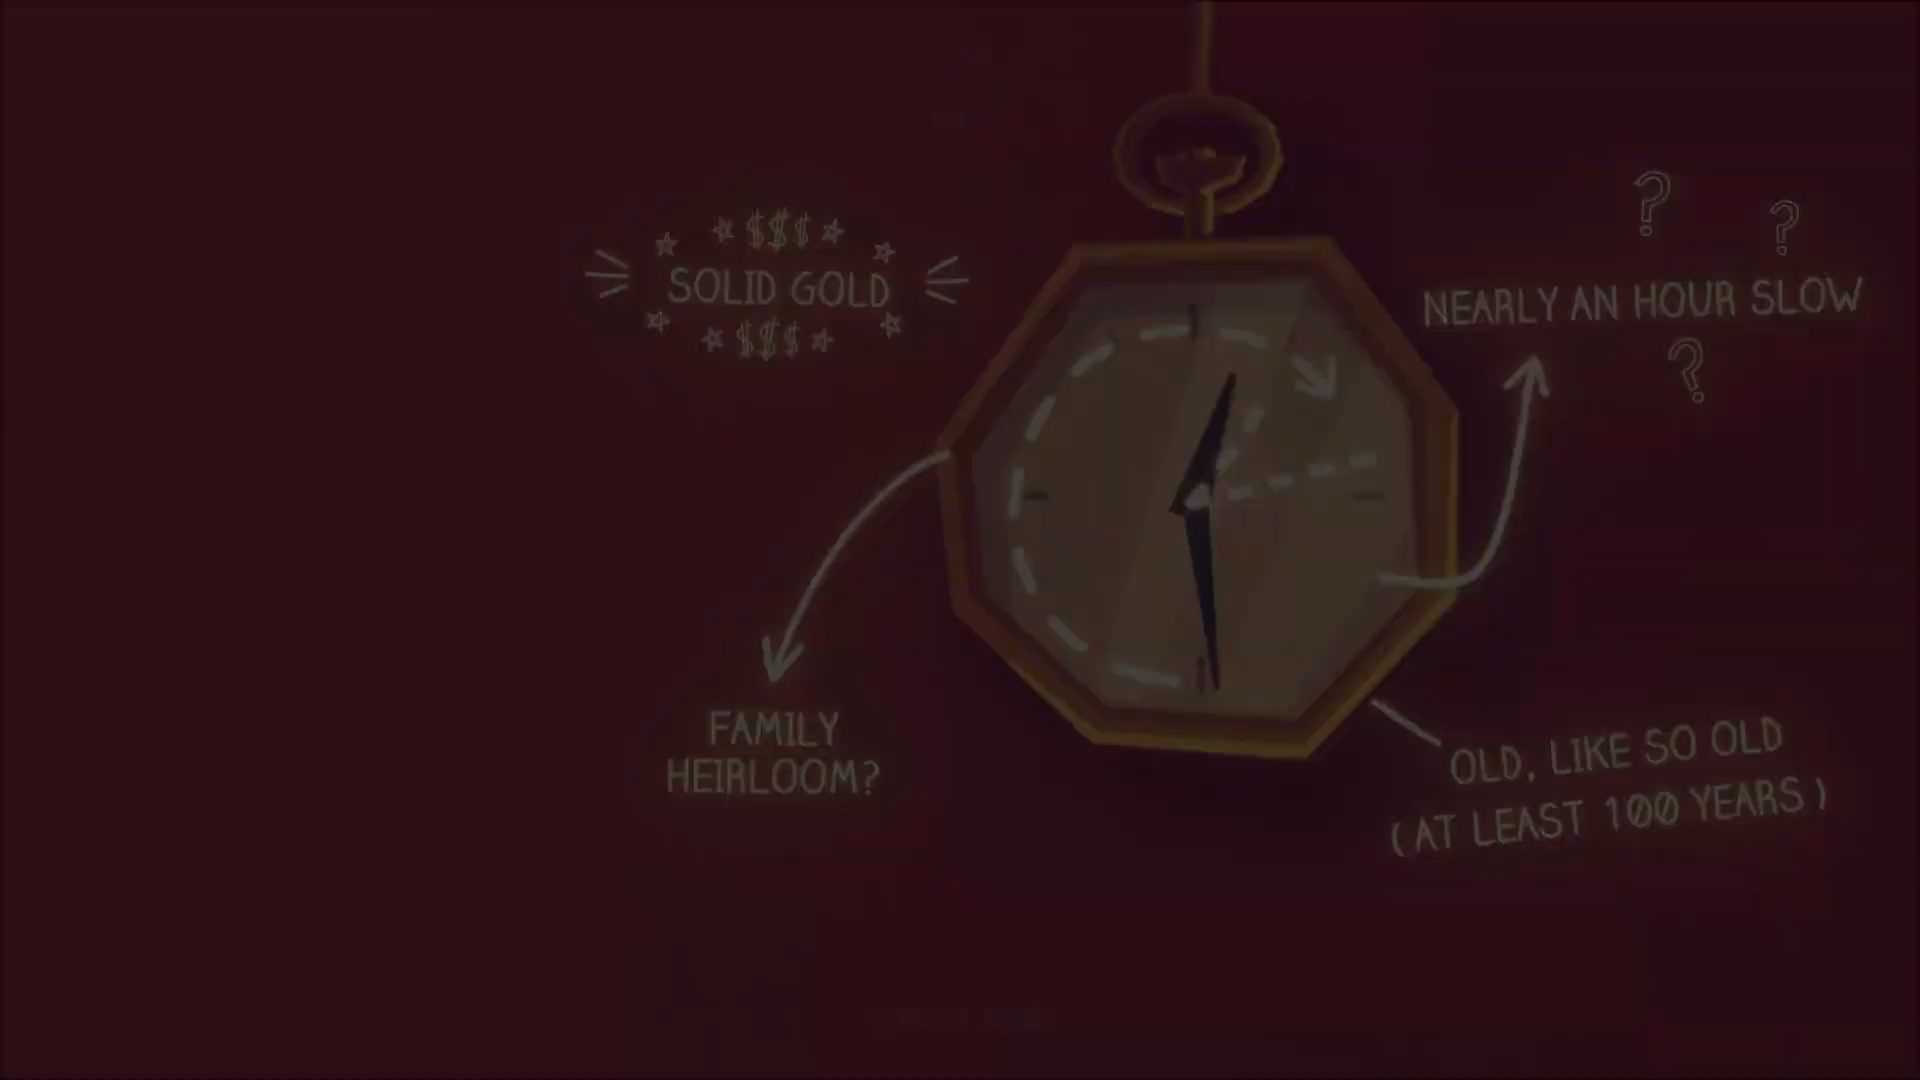 $$$
SOLID GOLD
$$$
? ?
NEARLY AN HOUR SLOW
?
FAMILY
HEIRLOOM?
OLD, LIKE SO OLD
(AT LEAST 100 YEARS)